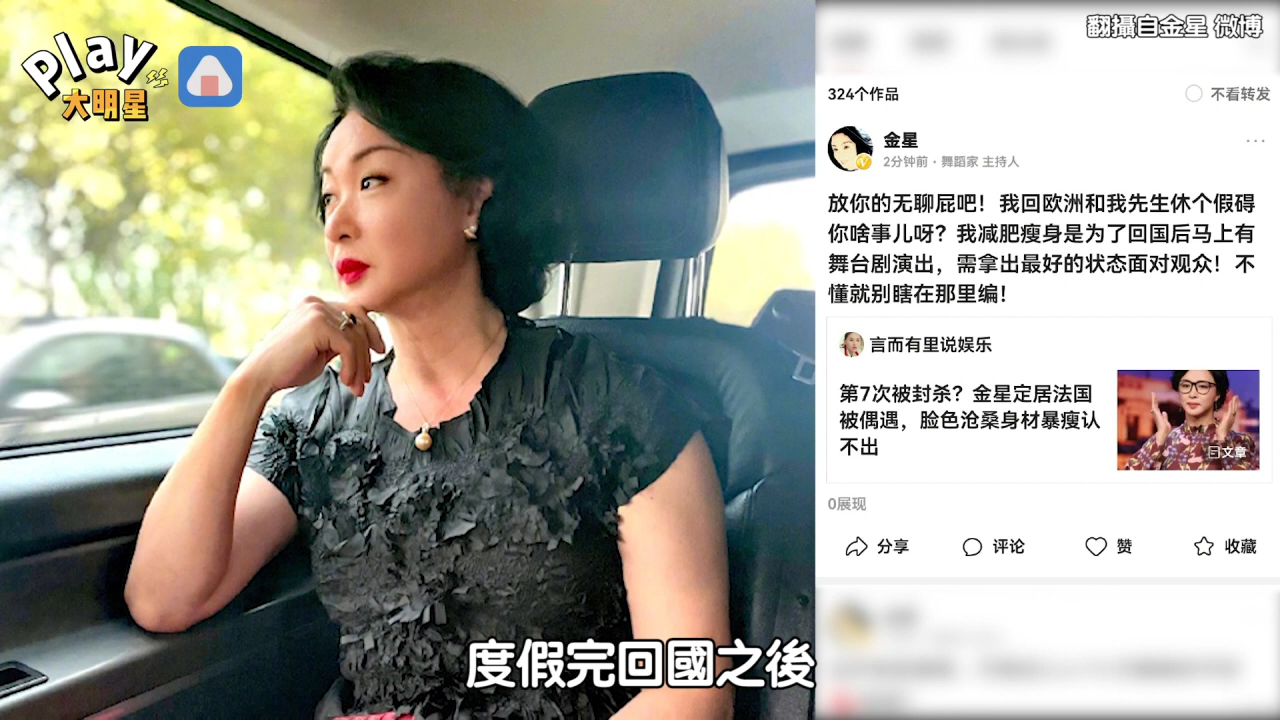 Play
大明星
翻攝自金星 微博
324个作品
不看转发
金星
2分钟前·舞蹈家 主持人
放你的无聊屁吧！我回欧洲和我先生休个假碍
你啥事儿呀？我减肥瘦身是为了回国后马上有
舞台剧演出，需拿出最好的状态面对观众！不
懂就别瞎在那里编！
言而有里说娱乐
第7次被封杀？金星定居法国
被偶遇，脸色沧桑身材暴瘦认
不出
文章
0展现
分享
评论
赞
收藏
度假完回國之後